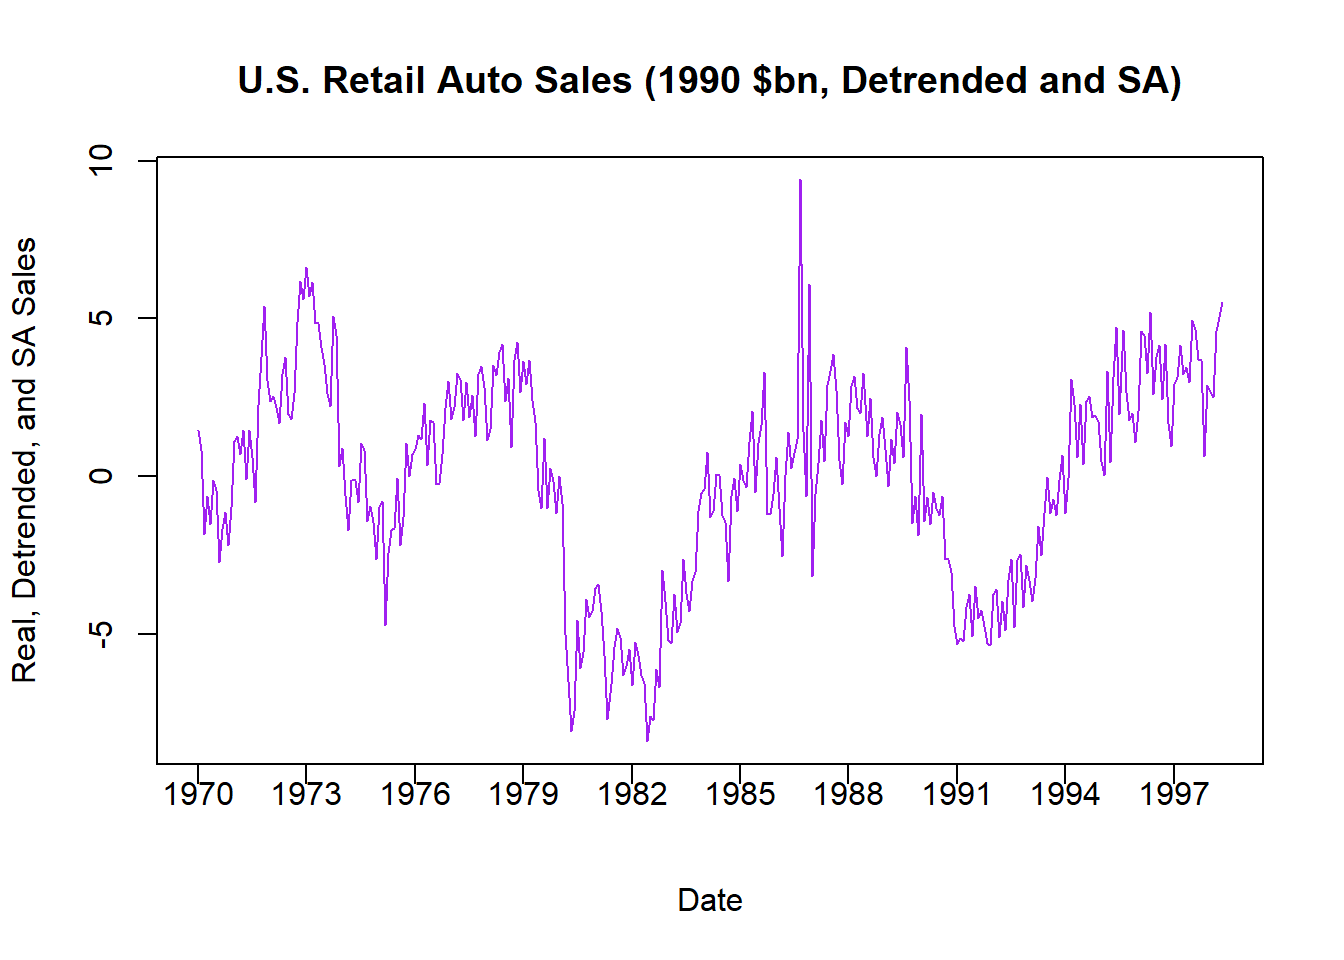 U.S. Retail Auto Sales (1990 $bn, Detrended and SA)
Real, Detrended, and SA Sales
10
5
0
-5
1970 1973 1976 1979 1982 1985 1988 1991 1994 1997
Date